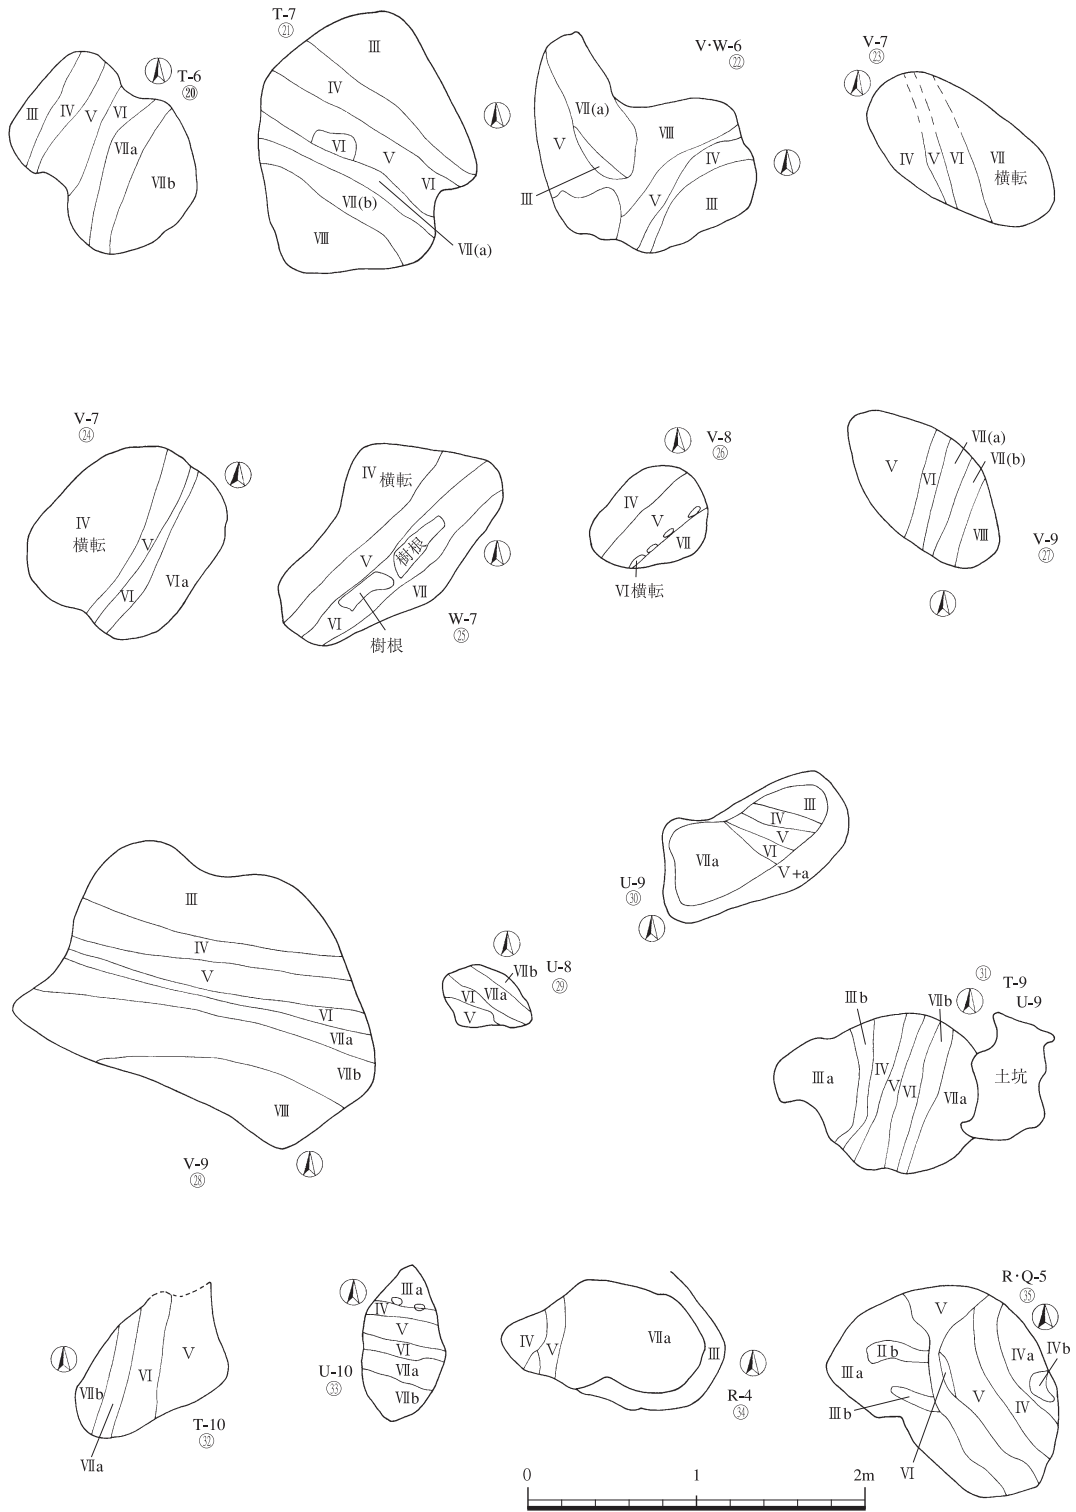 T-6
⑳
Ⅲ
Ⅳ
Ⅴ
Ⅵ
Ⅶa
Ⅶb
T-7
㉑
Ⅲ
Ⅳ
Ⅵ
Ⅴ
Ⅵ
Ⅶ(b)
Ⅷ
Ⅶ(a)
V·W-6
㉒
Ⅶ(a)
Ⅷ
Ⅴ
Ⅳ
Ⅲ
Ⅴ
Ⅲ
V-7
㉓
Ⅳ
Ⅴ
Ⅵ
Ⅶ
横転
V-7
㉔
Ⅳ
横転
Ⅴ
Ⅵ
Ⅵa
Ⅳ 横転
樹根
Ⅴ
Ⅶ
Ⅵ
樹根
W-7
㉕
V-8
㉖
Ⅳ
Ⅴ
Ⅶ
Ⅵ横転
Ⅴ
Ⅵ
Ⅶ(a)
Ⅶ(b)
Ⅷ
V-9
㉗
Ⅲ
Ⅳ
Ⅴ
Ⅵ
Ⅶa
Ⅶb
Ⅷ
V-9
㉘
U-8
㉙
Ⅶb
Ⅶa
Ⅵ
Ⅴ
Ⅲ
Ⅳ
Ⅴ
Ⅵ
Ⅶa
Ⅴ+a
U-9
㉚
㉛
T-9
U-9
Ⅲb
Ⅶb
Ⅲa
Ⅳ
Ⅴ
Ⅵ
Ⅶa
土坑
Ⅴ
Ⅵ
Ⅶb
Ⅶa
T-10
㉜
Ⅲa
Ⅳ
Ⅴ
Ⅵ
Ⅶa
Ⅶb
U-10
㉝
Ⅳ
Ⅴ
Ⅶa
Ⅲ
R-4
㉞
R·Q-5
㉟
Ⅴ
Ⅱb
Ⅲa
Ⅳa
Ⅳb
Ⅴ
Ⅳ
Ⅲb
Ⅵ
0 1 2m